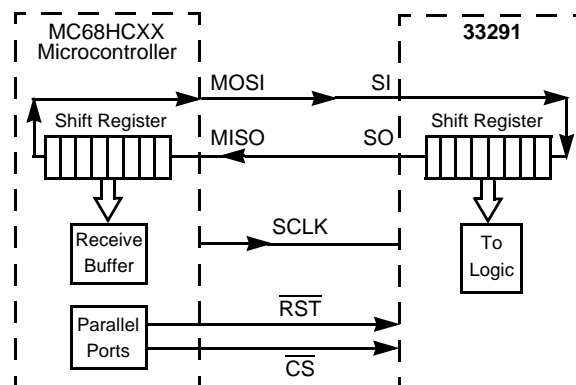 MC68HCXX
Microcontroller
33291
MOSI
SI
Shift Register
Shift Register
MISO
SO
SCLK
Receive
Buffer
To
Logic
RST
Parallel
Ports
CS